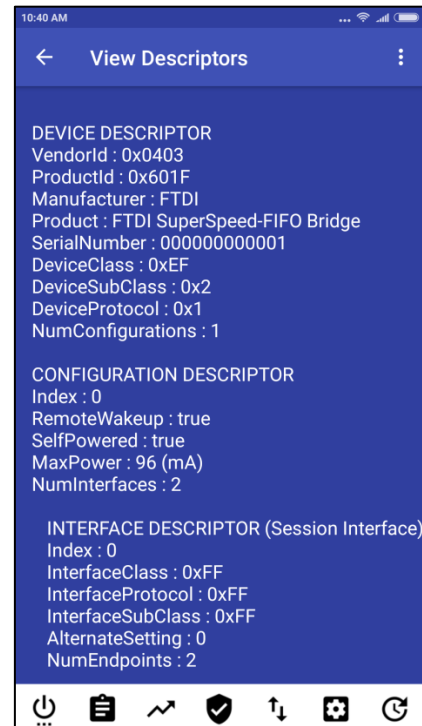 10:40 AM
View Descriptors
DEVICE DESCRIPTOR
VendorId : 0x0403
ProductId : 0x601F
Manufacturer : FTDI
Product : FTDI SuperSpeed-FIFO Bridge
SerialNumber : 000000000001
DeviceClass : 0xEF
DeviceSubClass : 0x2
DeviceProtocol : 0x1
NumConfigurations : 1
CONFIGURATION DESCRIPTOR
Index : 0
RemoteWakeup : true
SelfPowered : true
MaxPower : 96 (mA)
NumInterfaces : 2
INTERFACE DESCRIPTOR (Session Interface)
Index : 0
InterfaceClass : 0xFF
InterfaceProtocol : 0xFF
InterfaceSubClass : 0xFF
AlternateSetting : 0
NumEndpoints : 2